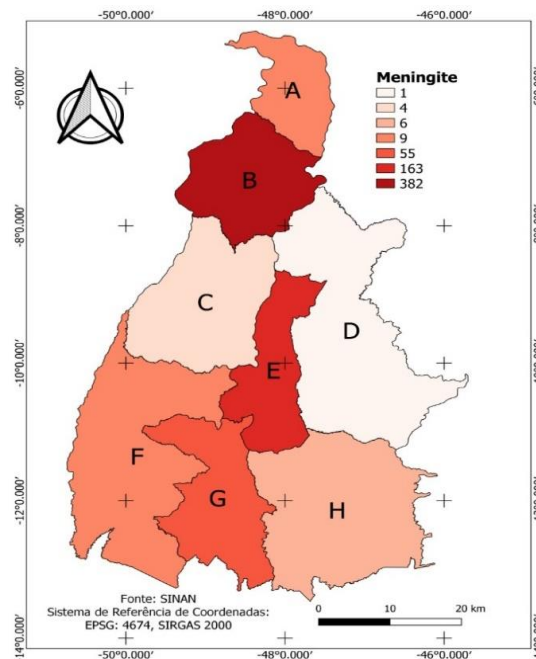 -50°0.000' -48°0.000' -46°0.000'
-6°0.000'
-8°0.000'
-10°0.000'
-12°0.000'
-14°0.000'
Meningite
1
4
6
9
55
163
382
A
B
C
D
E
F
G
H
Fonte: SINAN
Sistema de Referência de Coordenadas:
EPSG: 4674, SIRGAS 2000
0 10 20 km
-50°0.000' -48°0.000' -46°0.000'